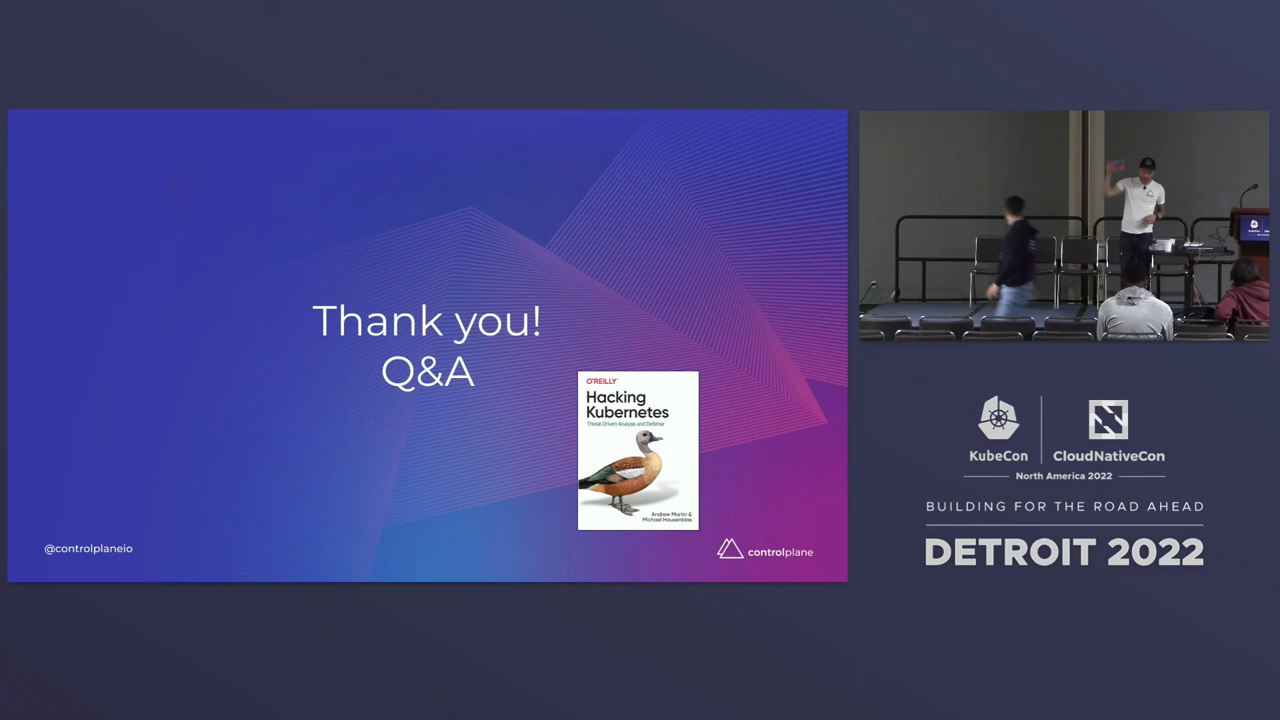 Thank you!
Q&A
O'REILLY
Hacking
Kubernetes
Threat-Driven Analysis and Defense
Andrew Martin &
Michael Hausenblas
@controlplaneio
controlplane
KubeCon
CloudNativeCon
North America 2022
BUILDING FOR THE ROAD AHEAD
DETROIT 2022